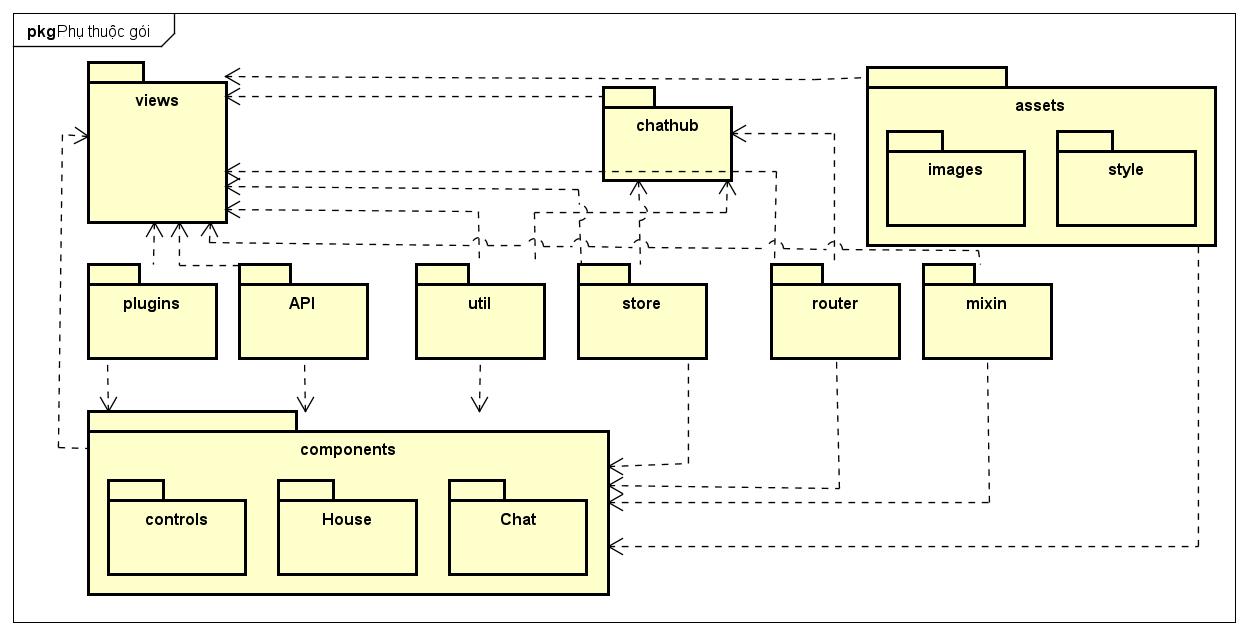 pkg Phụ thuộc gói
views
chathub
assets
images
style
plugins
API
util
store
router
mixin
components
controls
House
Chat